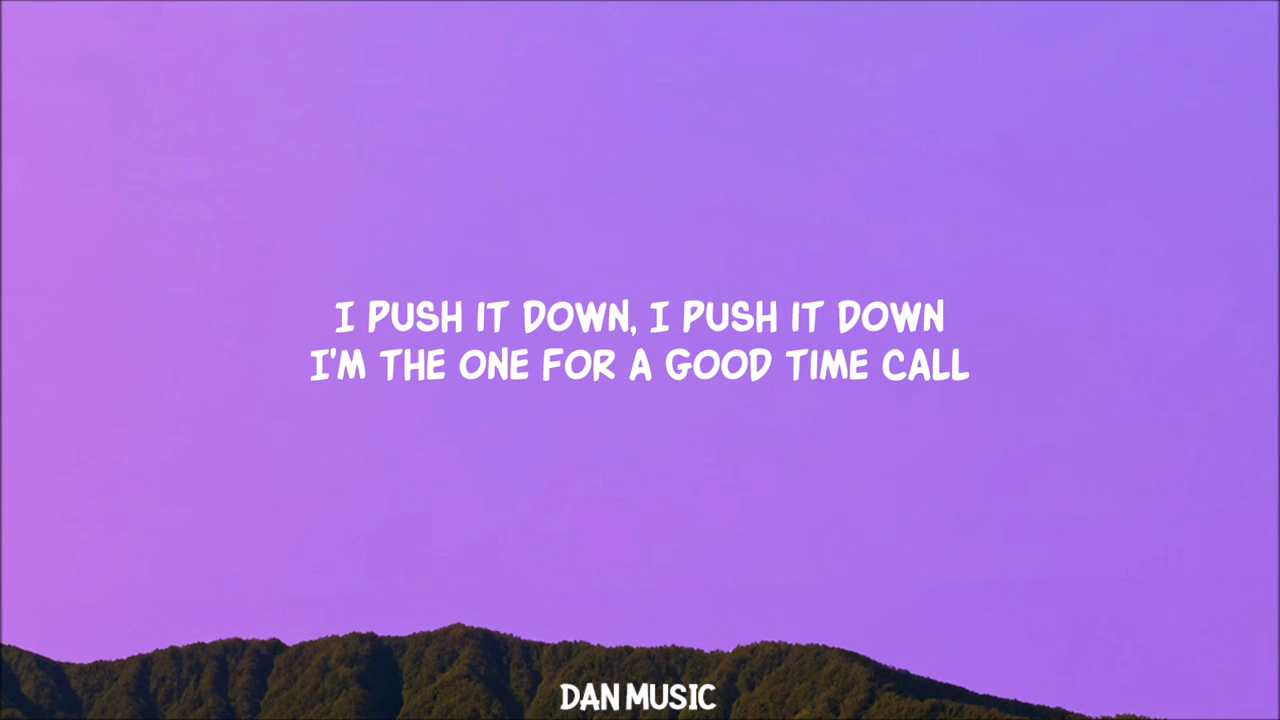 I PUSH IT DOWN, I PUSH IT DOWN
I'M THE ONE FOR A GOOD TIME CALL
DAN MUSIC